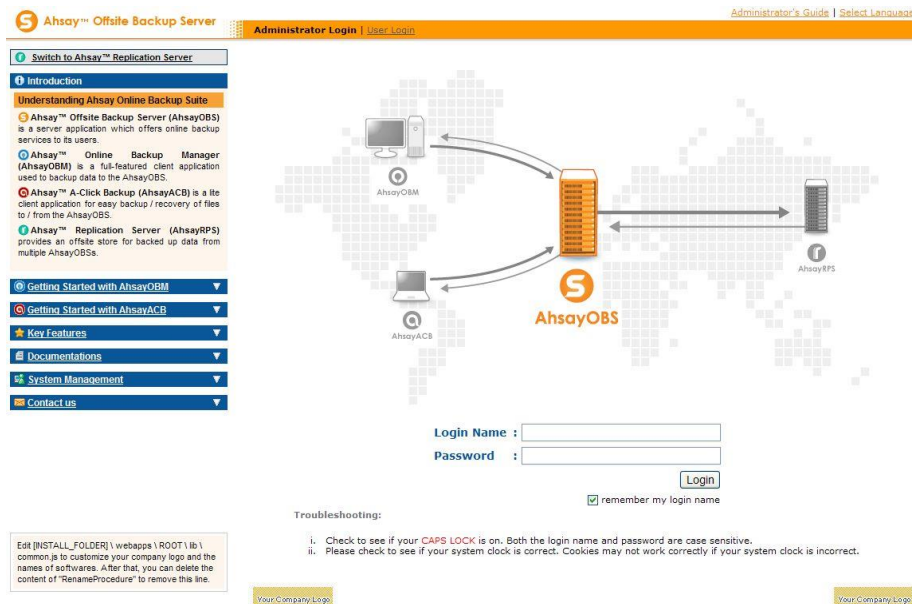 Ahsay™ Offsite Backup Server
Administrator's Guide | Select Language
Administrator Login | User Login
Switch to Ahsay™ Replication Server
Introduction
Understanding Ahsay Online Backup Suite
Ahsay™ Offsite Backup Server (AhsayOBS)
is a server application which offers online backup
services to its users.
Ahsay™ Online Backup Manager
(AhsayOBM) is a full-featured client application
used to backup data to the AhsayOBS.
Ahsay™ A-Click Backup (AhsayACB) is a lite
client application for easy backup / recovery of files
to / from the AhsayOBS.
Ahsay™ Replication Server (AhsayRPS)
provides an offsite store for backed up data from
multiple AhsayOBSs.
Getting Started with AhsayOBM
Getting Started with AhsayACB
Key Features
Documentations
System Management
Contact us
Edit [INSTALL_FOLDER] \ webapps \ ROOT \ lib \
common.js to customize your company logo and the
names of softwares. After that, you can delete the
content of "RenameProcedure" to remove this line.
AhsayOBM
AhsayACB
AhsayOBS
AhsayRPS
Login Name :
Password :
Login
remember my login name
Troubleshooting:
i. Check to see if your CAPS LOCK is on. Both the login name and password are case sensitive.
ii. Please check to see if your system clock is correct. Cookies may not work correctly if your system clock is incorrect.
Your Company Logo
Your Company Logo